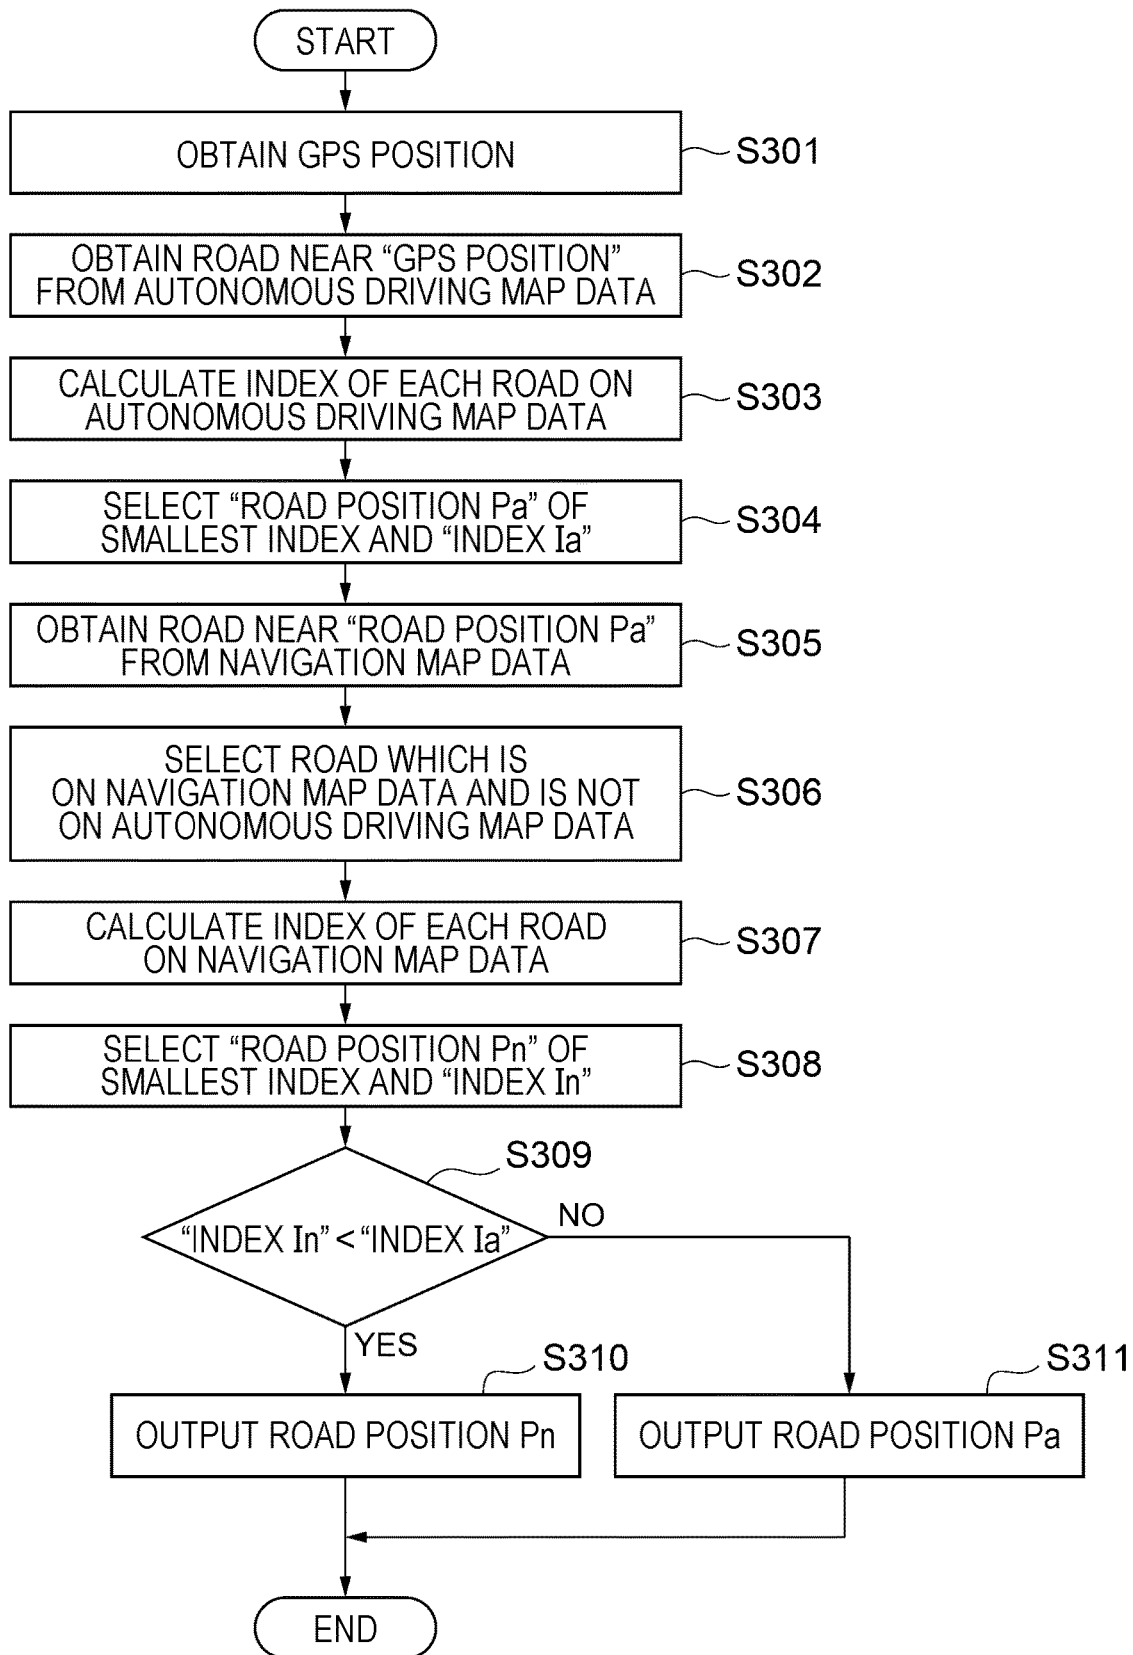 START
OBTAIN GPS POSITION
S301
OBTAIN ROAD NEAR “GPS POSITION”
FROM AUTONOMOUS DRIVING MAP DATA
S302
CALCULATE INDEX OF EACH ROAD ON
AUTONOMOUS DRIVING MAP DATA
S303
SELECT “ROAD POSITION Pa” OF
SMALLEST INDEX AND “INDEX Ia”
S304
OBTAIN ROAD NEAR “ROAD POSITION Pa”
FROM NAVIGATION MAP DATA
S305
SELECT ROAD WHICH IS
ON NAVIGATION MAP DATA AND IS NOT
ON AUTONOMOUS DRIVING MAP DATA
S306
CALCULATE INDEX OF EACH ROAD
ON NAVIGATION MAP DATA
S307
SELECT “ROAD POSITION Pn” OF
SMALLEST INDEX AND “INDEX In”
S308
S309
“INDEX In” < “INDEX Ia”
NO
YES
S310
OUTPUT ROAD POSITION Pn
S311
OUTPUT ROAD POSITION Pa
END